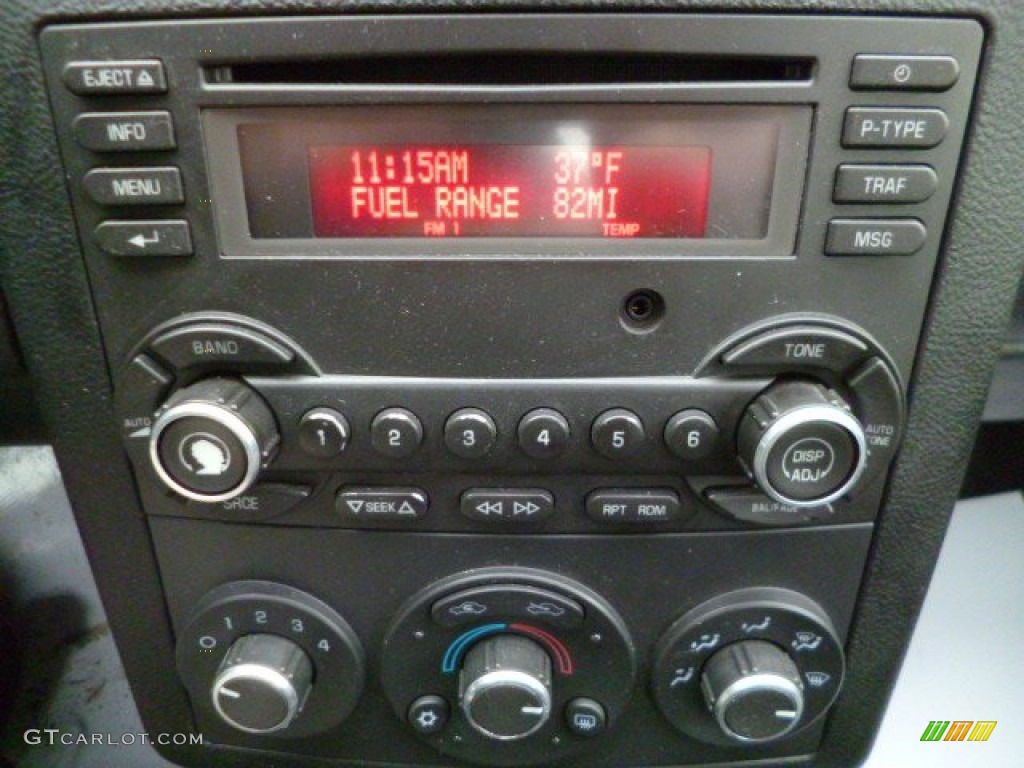 EJECT
INFO
MENU
11:15AM 37°F
FUEL RANGE 82MI
FM 1 TEMP
P-TYPE
TRAF
MSG
BAND
TONE
AUTO
1 2 3 4 5 6
AUTO
TONE
DISP
ADJ
SRCE
SEEK
RPT RDM
BAL/FADE
0 1 2 3 4
GTCARLOT.COM